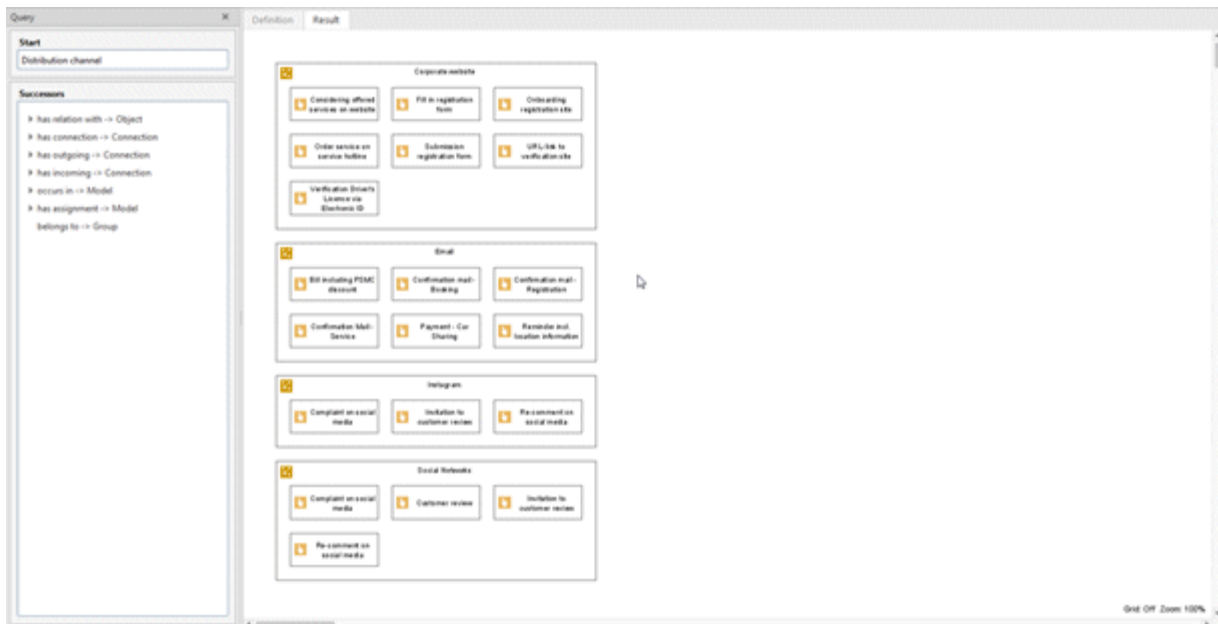 Query
Definition
Result
Start
Distribution channel
Successors
has relation with -> Object
has connection -> Connection
has outgoing -> Connection
has incoming -> Connection
occurs in -> Model
has assignment -> Model
belongs to -> Group
Corporate website
Considering offered
services on website
Fill in registration
form
Onboarding
registration site
Order service on
service hotline
Submission
registration form
URL-link to
verification site
Verification Driver's
License via
Electronic ID
Email
Bill including PSMC
discount
Confirmation mail -
Booking
Confirmation mail -
Registration
Confirmation Mail -
Service
Payment - Car
Sharing
Reminder incl.
location information
Instagram
Complaint on social
media
Invitation to
customer review
Re-comment on
social media
Social Networks
Complaint on social
media
Customer review
Invitation to
customer review
Re-comment on
social media
Grid: Off Zoom: 100%